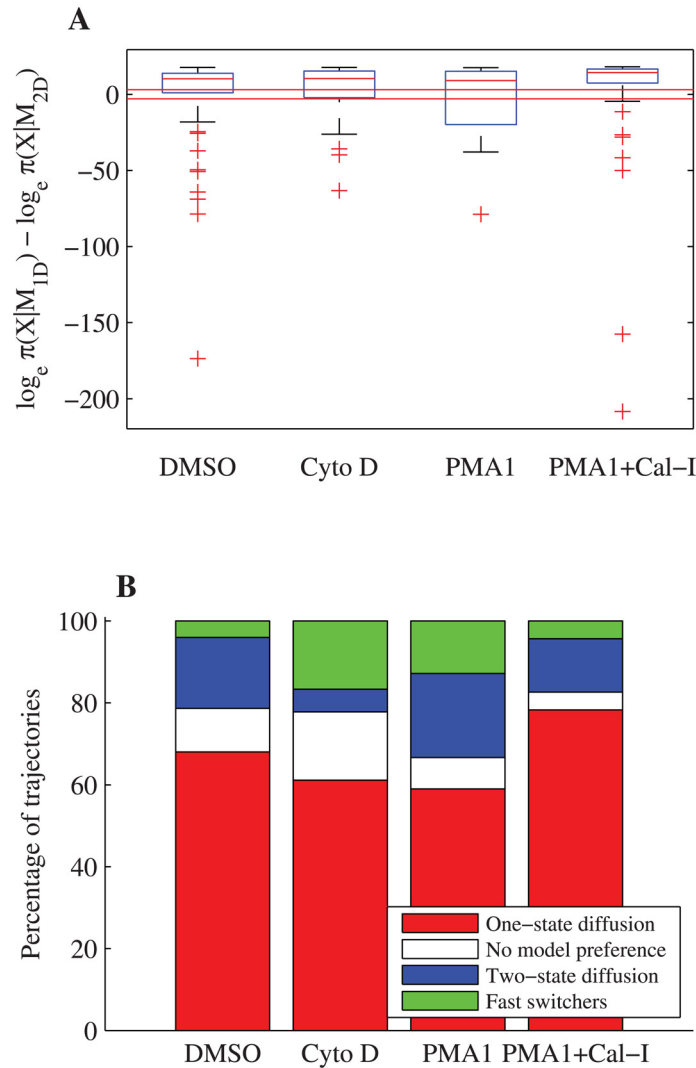 A
log_e π(X|M_1D) − log_e π(X|M_2D)
0
−50
−100
−150
−200
DMSO Cyto D PMA1 PMA1+Cal−I
B
Percentage of trajectories
100
80
60
40
20
0
One−state diffusion
No model preference
Two−state diffusion
Fast switchers
DMSO Cyto D PMA1 PMA1+Cal−I